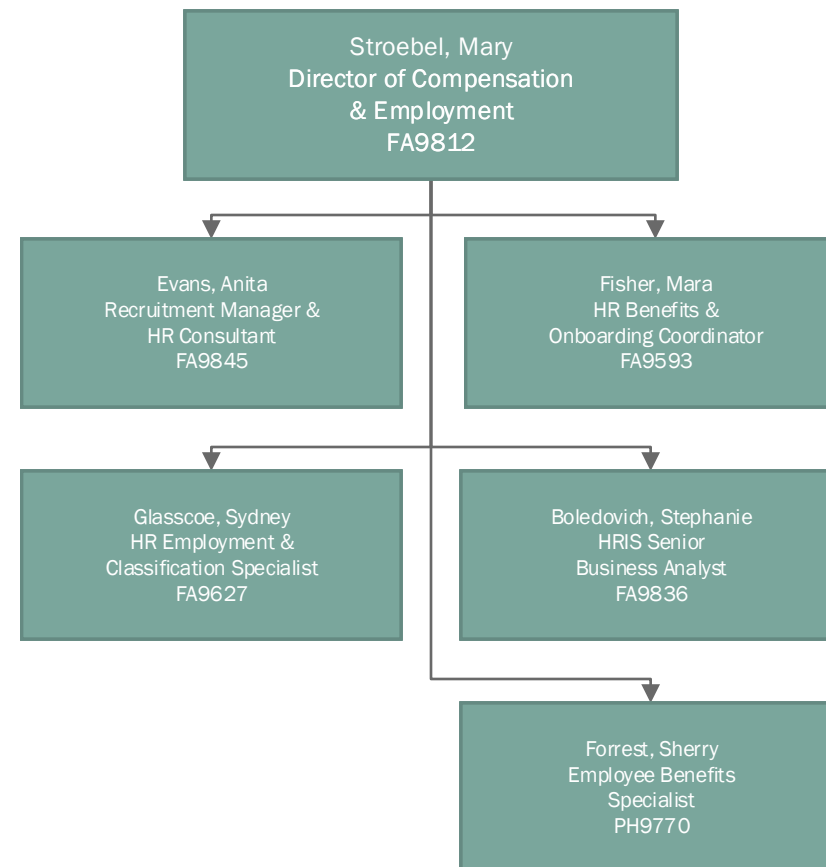 Stroebel, Mary
Director of Compensation
& Employment
FA9812
Evans, Anita
Recruitment Manager &
HR Consultant
FA9845
Fisher, Mara
HR Benefits &
Onboarding Coordinator
FA9593
Glasscoe, Sydney
HR Employment &
Classification Specialist
FA9627
Boledovich, Stephanie
HRIS Senior
Business Analyst
FA9836
Forrest, Sherry
Employee Benefits
Specialist
PH9770